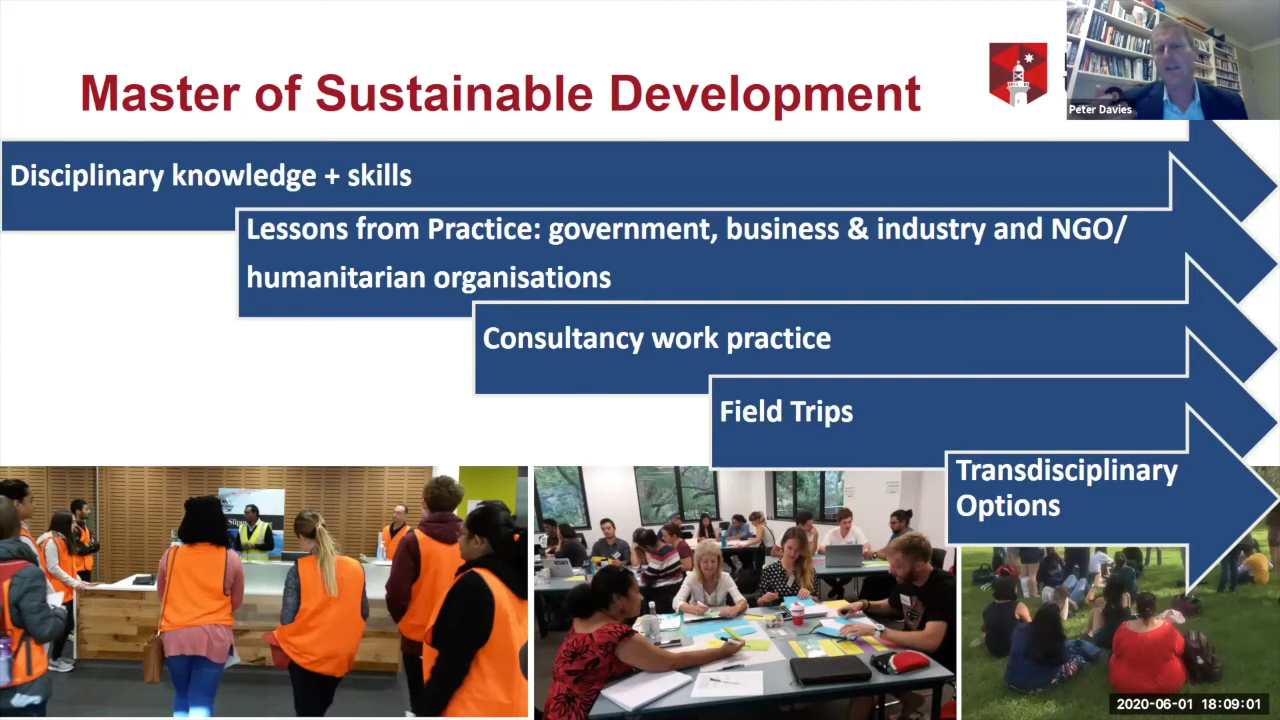 Master of Sustainable Development
Peter Davies
Disciplinary knowledge + skills
Lessons from Practice: government, business & industry and NGO/
humanitarian organisations
Consultancy work practice
Field Trips
Transdisciplinary
Options
2020-06-01 18:09:01